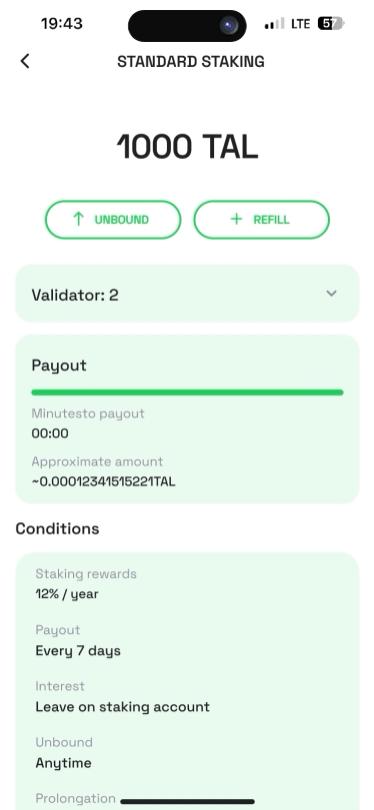 19:43
LTE 57
STANDARD STAKING
1000 TAL
UNBOUND
REFILL
Validator: 2
Payout
Minutesto payout
00:00
Approximate amount
~0.00012341515221TAL
Conditions
Staking rewards
12% / year
Payout
Every 7 days
Interest
Leave on staking account
Unbound
Anytime
Prolongation